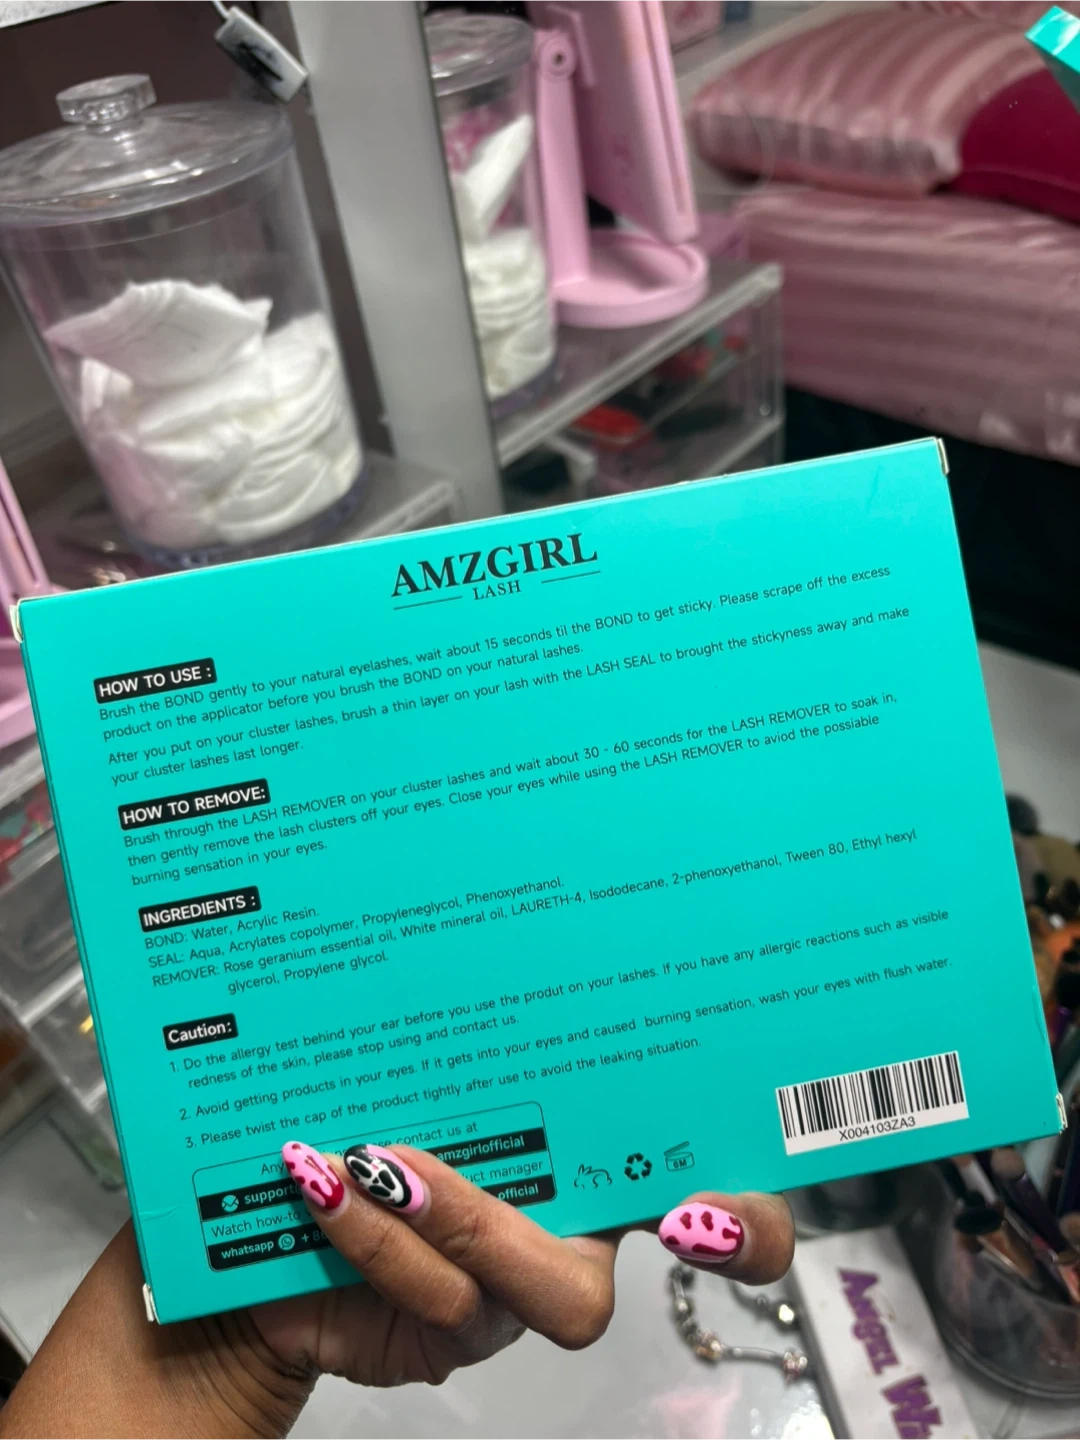 AMZGIRL
LASH
HOW TO USE :
Brush the BOND gently to your natural eyelashes, wait about 15 seconds til the BOND to get sticky. Please scrape off the excess
product on the applicator before you brush the BOND on your natural lashes.
After you put on your cluster lashes, brush a thin layer on your lash with the LASH SEAL to brought the stickyness away and make
your cluster lashes last longer.
HOW TO REMOVE:
Brush through the LASH REMOVER on your cluster lashes and wait about 30 - 60 seconds for the LASH REMOVER to soak in,
then gently remove the lash clusters off your eyes. Close your eyes while using the LASH REMOVER to aviod the possiable
burning sensation in your eyes.
INGREDIENTS :
BOND: Water, Acrylic Resin.
SEAL: Aqua, Acrylates copolymer, Propyleneglycol, Phenoxyethanol.
REMOVER: Rose geranium essential oil, White mineral oil, LAURETH-4, Isododecane, 2-phenoxyethanol, Tween 80, Ethyl hexyl
glycerol, Propylene glycol.
Caution:
1. Do the allergy test behind your ear before you use the produt on your lashes. If you have any allergic reactions such as visible
redness of the skin, please stop using and contact us.
2. Avoid getting products in your eyes. If it gets into your eyes and caused burning sensation, wash your eyes with flush water.
3. Please twist the cap of the product tightly after use to avoid the leaking situation.
Any contact us at
support amzgirlofficial
Watch how-to manager
whatsapp + 8 official
6M
X004103ZA3
ANGEL